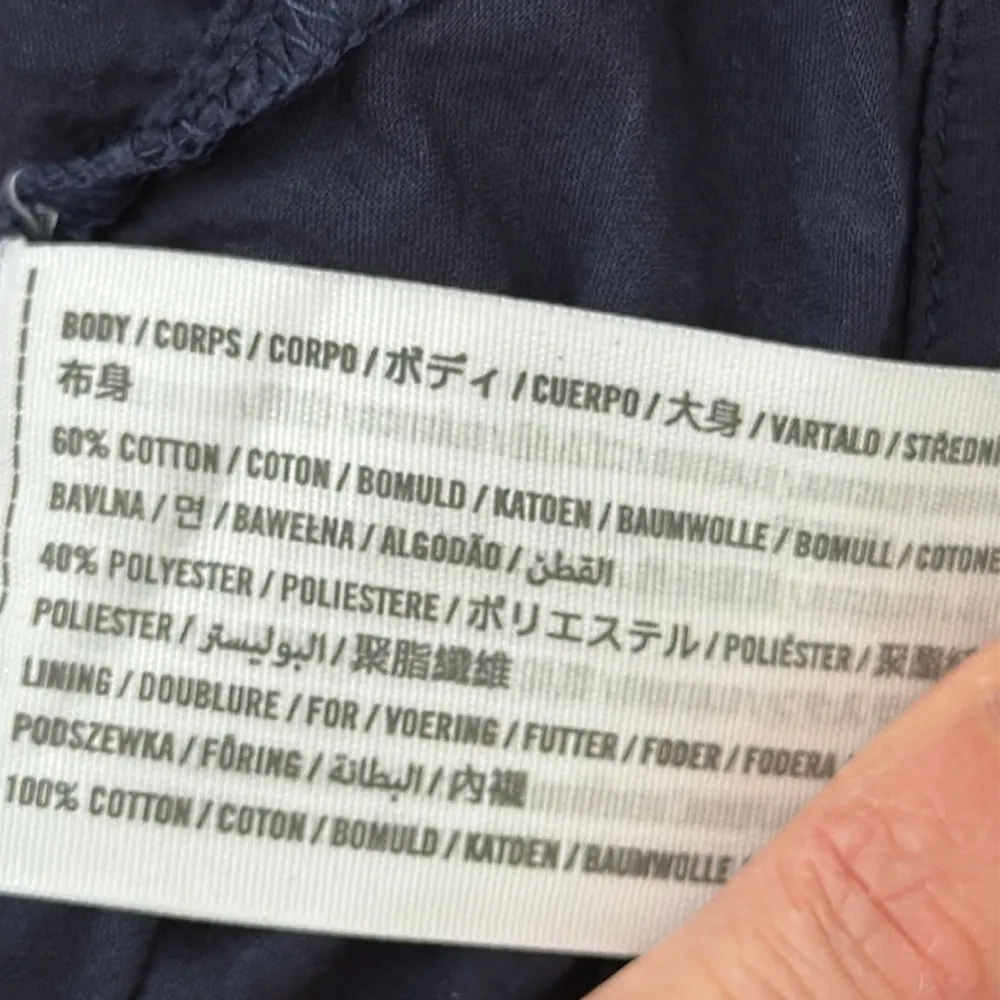 BODY / CORPS / CORPO / ボディ / CUERPO / 大身 / VARTALO / STŘEDNÍ
布身
60% COTTON / COTON / BOMULD / KATOEN / BAUMWOLLE / BOMULL / COTONE
BAVLNA / 면 / BAWEŁNA / ALGODÃO / القطن
40% POLYESTER / POLIESTERE / ポリエステル / POLIÉSTER / 聚
POLIESTER / البوليستر / 聚脂纖维
LINING / DOUBLURE / FOR / VOERING / FUTTER / FODER / FODERA /
PODSZEWKA / FÔRING / البطانة / 內襯
100% COTTON / COTON / BOMULD / KATOEN / BAUMWOLLE /